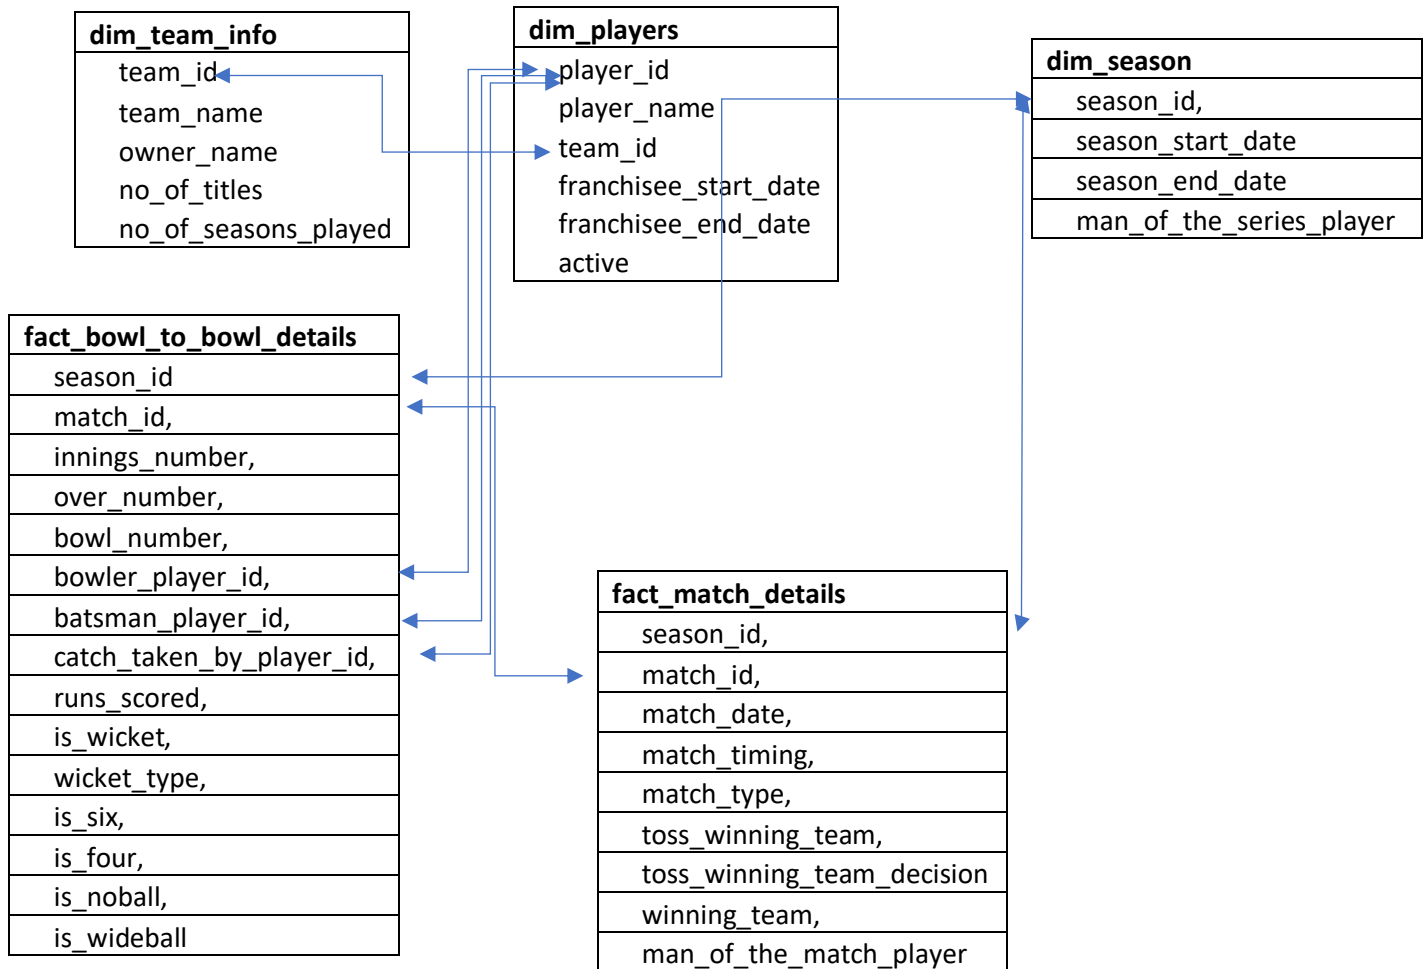 dim_team_info
team_id
team_name
owner_name
no_of_titles
no_of_seasons_played
dim_players
player_id
player_name
team_id
franchisee_start_date
franchisee_end_date
active
dim_season
season_id,
season_start_date
season_end_date
man_of_the_series_player
fact_bowl_to_bowl_details
season_id
match_id,
innings_number,
over_number,
bowl_number,
bowler_player_id,
batsman_player_id,
catch_taken_by_player_id,
runs_scored,
is_wicket,
wicket_type,
is_six,
is_four,
is_noball,
is_wideball
fact_match_details
season_id,
match_id,
match_date,
match_timing,
match_type,
toss_winning_team,
toss_winning_team_decision
winning_team,
man_of_the_match_player